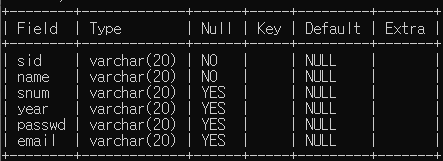 | Field | Type | Null | Key | Default | Extra |
| sid | varchar(20) | NO | | NULL | |
| name | varchar(20) | NO | | NULL | |
| snum | varchar(20) | YES | | NULL | |
| year | varchar(20) | YES | | NULL | |
| passwd | varchar(20) | YES | | NULL | |
| email | varchar(20) | YES | | NULL | |